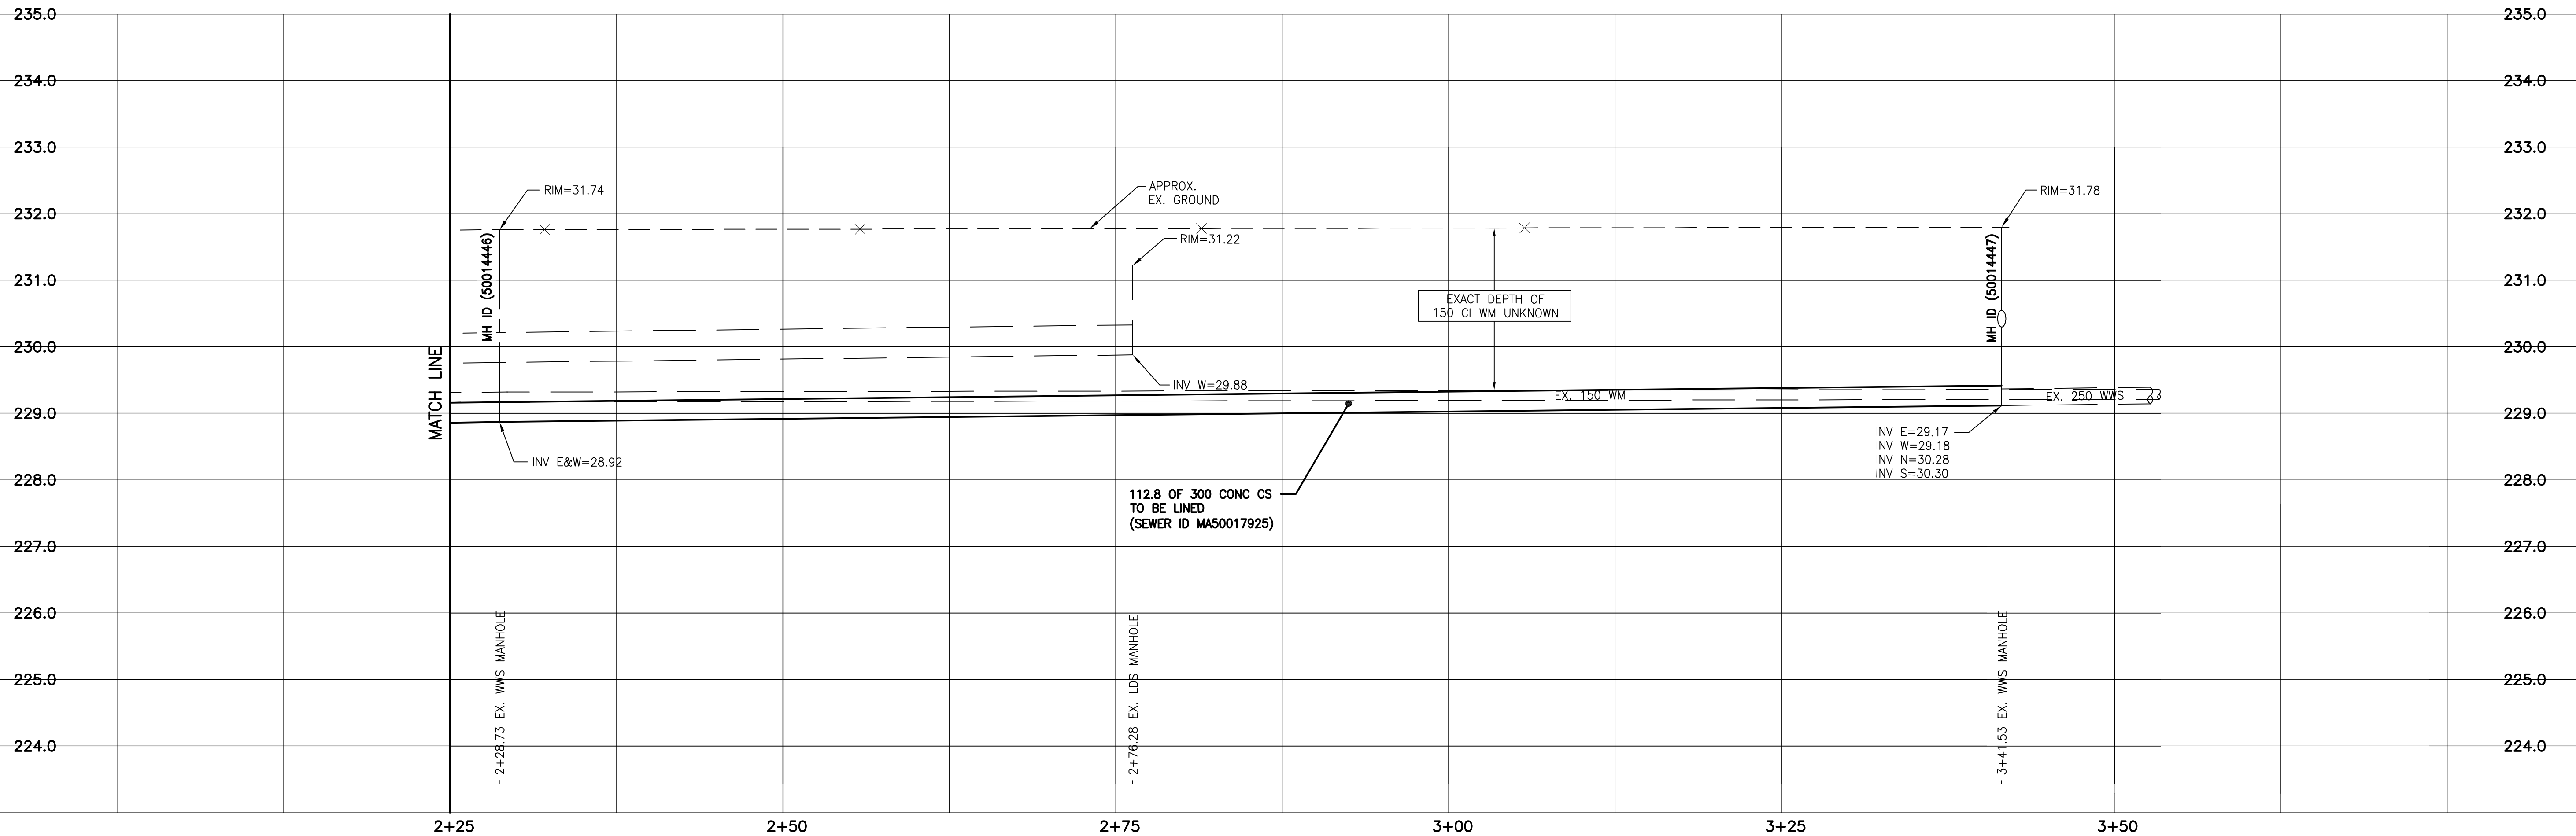 235.0
235.0
234.0
234.0
233.0
233.0
232.0
232.0
231.0
231.0
230.0
230.0
229.0
229.0
228.0
228.0
227.0
227.0
226.0
226.0
225.0
225.0
224.0
224.0
MATCH LINE
MH ID (50014446)
RIM=31.74
INV E&W=28.92
APPROX.
EX. GROUND
RIM=31.22
INV W=29.88
112.8 OF 300 CONC CS
TO BE LINED
(SEWER ID MA50017925)
EXACT DEPTH OF
150 CI WM UNKNOWN
EX. 150 WM
MH ID (50014447)
RIM=31.78
EX. 250 WWS
INV E=29.17
INV W=29.18
INV N=30.28
INV S=30.30
- 2+28.73 EX. WWS MANHOLE
- 2+76.28 EX. LDS MANHOLE
- 3+41.53 EX. WWS MANHOLE
2+25
2+50
2+75
3+00
3+25
3+50